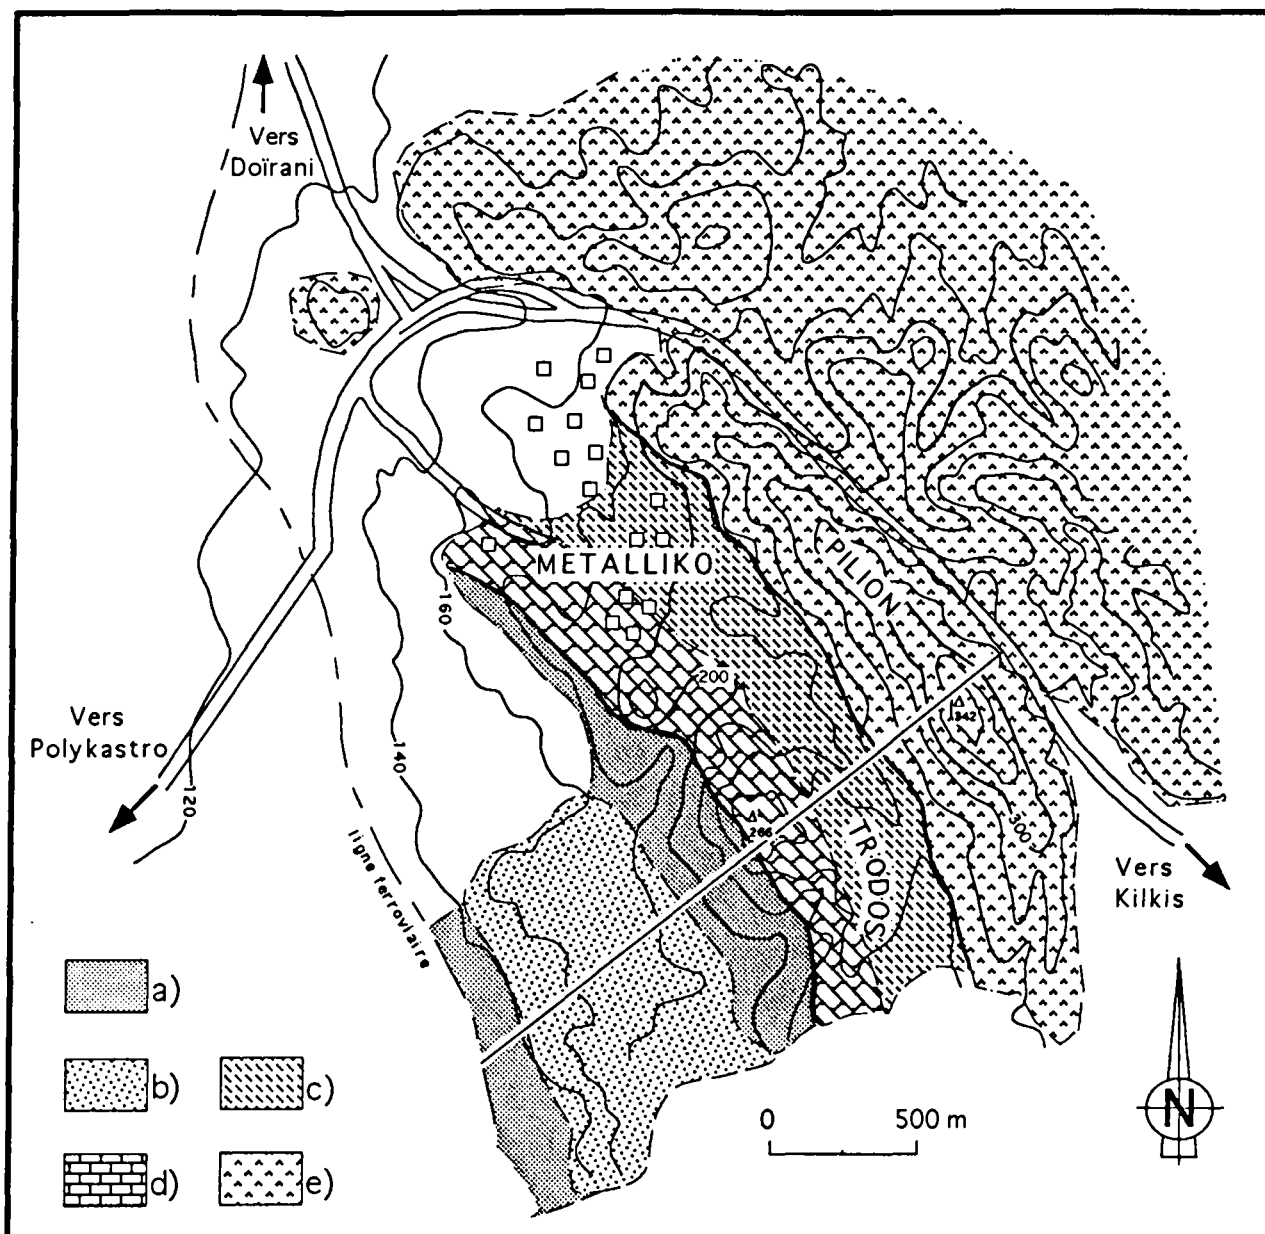 Vers
Doïrani
METALLIKO
PILION
160
200
Δ
342
Vers
Polykastro
140
120
Δ
266
TRODOS
300
ligne ferroviaire
Vers
Kilkis
a)
b)
c)
d)
e)
0 500 m
N